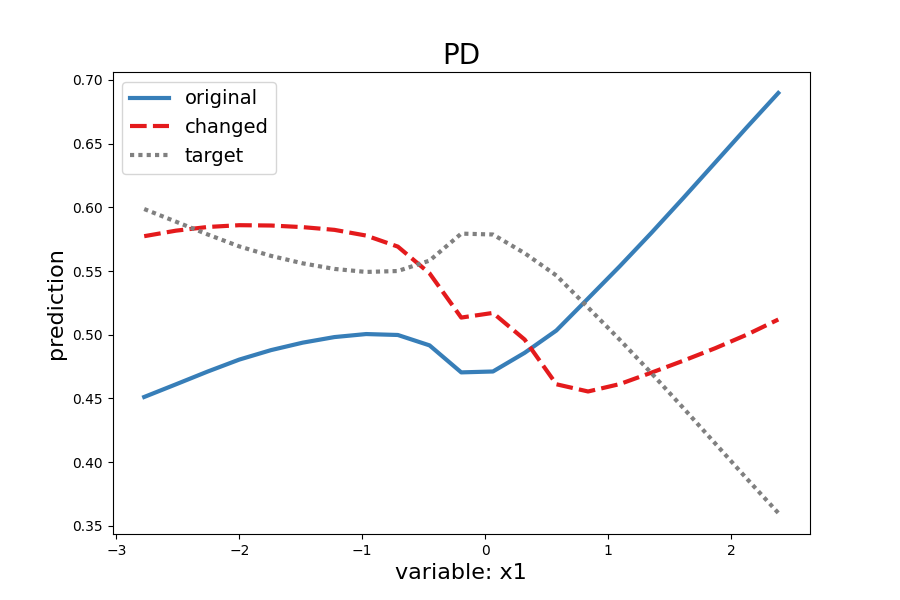 PD
original
changed
target
prediction
0.70
0.65
0.60
0.55
0.50
0.45
0.40
0.35
−3
−2
−1
0
1
2
variable: x1